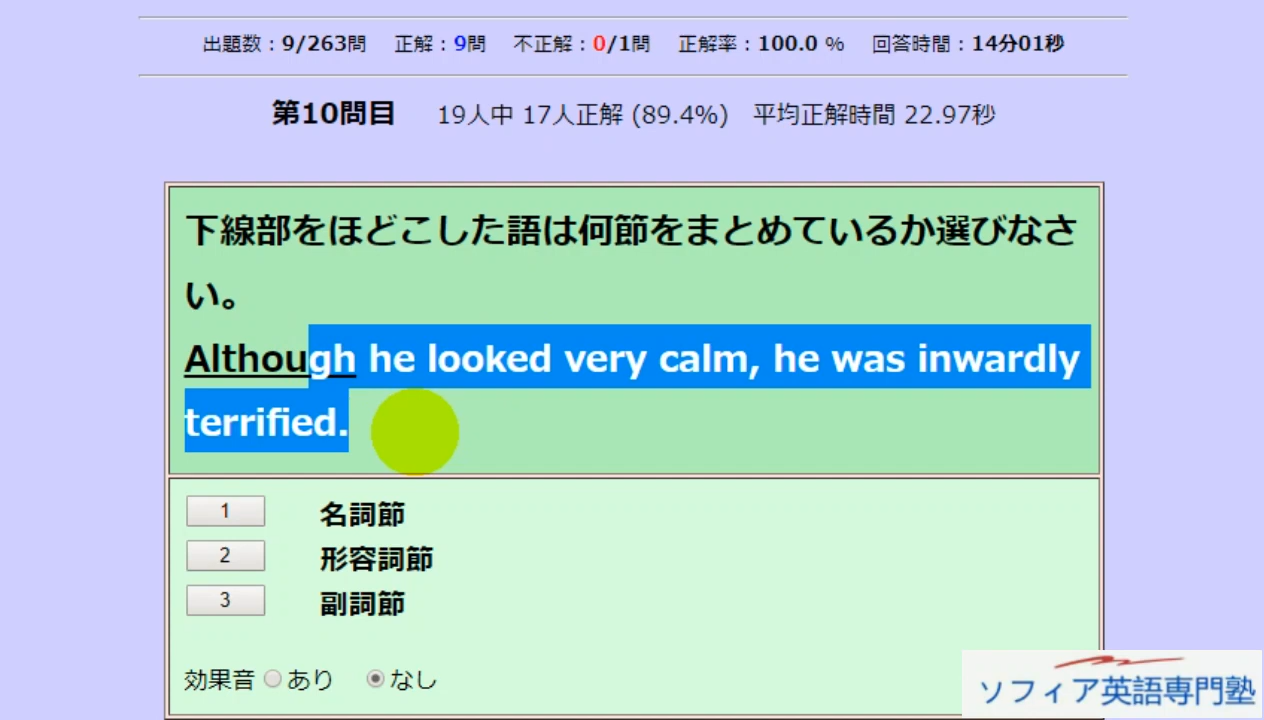 出題数：9/263問 正解：9問 不正解：0/1問 正解率：100.0 % 回答時間：14分01秒
第10問目 19人中 17人正解 (89.4%) 平均正解時間 22.97秒
下線部をほどこした語は何節をまとめているか選びなさ
い。
Although he looked very calm, he was inwardly
terrified.
1 名詞節
2 形容詞節
3 副詞節
効果音 あり なし
ソフィア英語専門塾